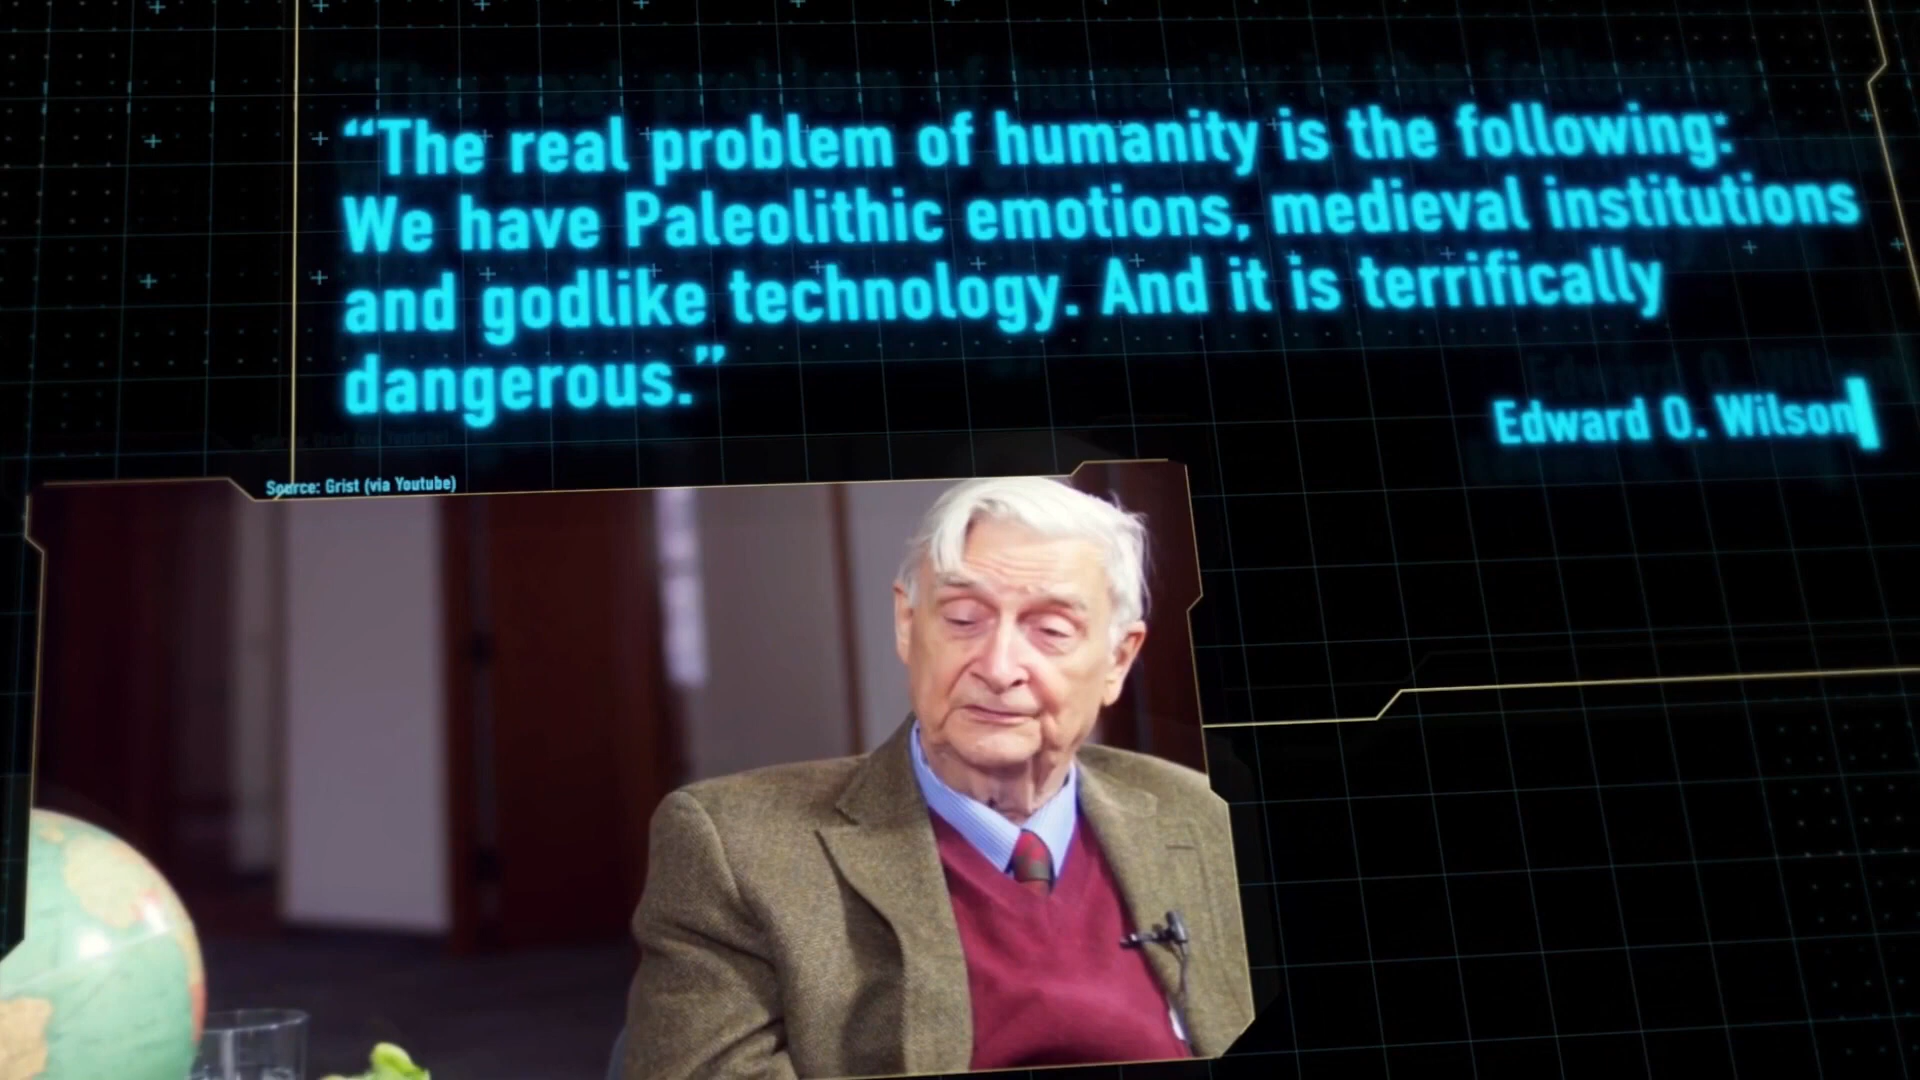 “The real problem of humanity is the following:
We have Paleolithic emotions, medieval institutions
and godlike technology. And it is terrifically
dangerous.”
Edward O. Wilson
Source: Grist (via Youtube)